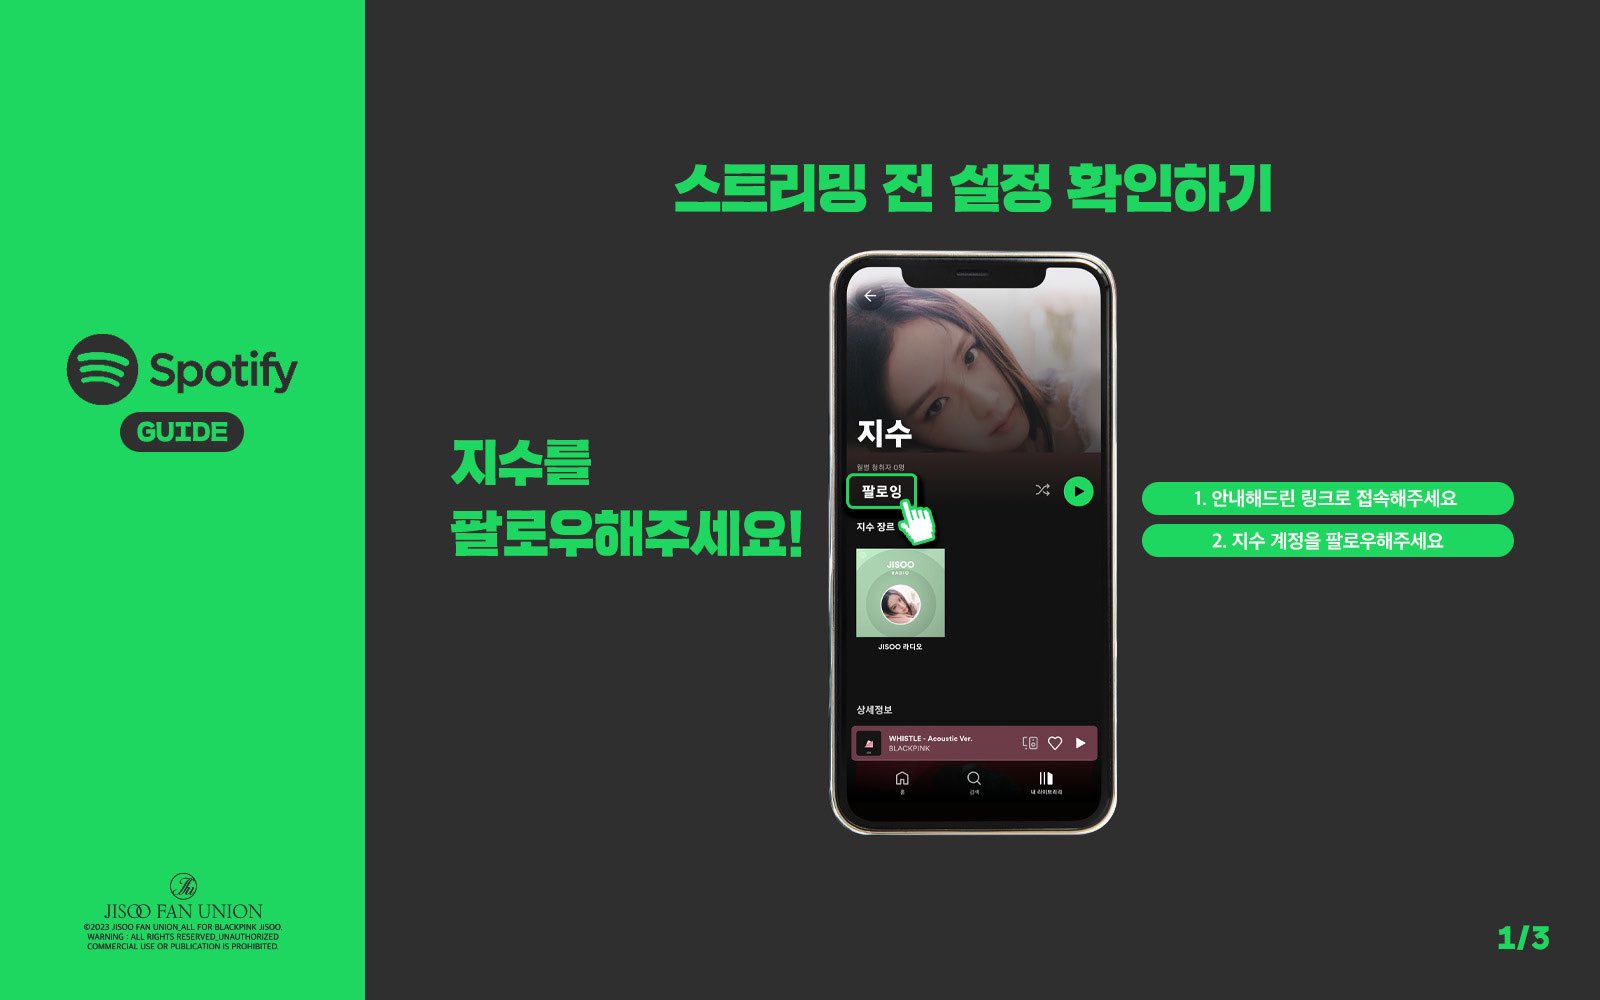 스트리밍 전 설정 확인하기
Spotify
GUIDE
지수를
팔로우해주세요!
지수
월별 청취자 0명
팔로잉
지수 장르
JISOO
RADIO
JISOO 라디오
상세정보
WHISTLE - Acoustic Ver.
BLACKPINK
홈
검색
내 라이브러리
1. 안내해드린 링크로 접속해주세요
2. 지수 계정을 팔로우해주세요
JISOO FAN UNION
©2023 JISOO FAN UNION_ALL FOR BLACKPINK JISOO.
WARNING : ALL RIGHTS RESERVED_UNAUTHORIZED
COMMERCIAL USE OR PUBLICATION IS PROHIBITED.
1/3